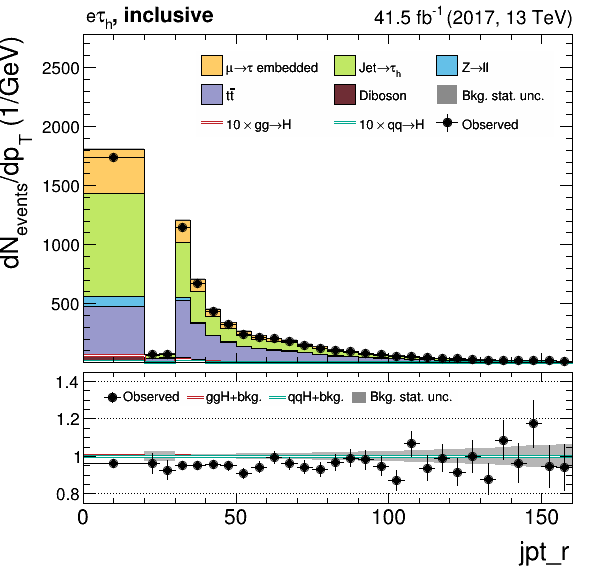 eτh, inclusive
41.5 fb-1 (2017, 13 TeV)
dNevents/dpT (1/GeV)
2500
2000
1500
1000
500
μ→τ embedded
Jet→τh
Z→ll
tt̄
Diboson
Bkg. stat. unc.
10 × gg→H
10 × qq→H
Observed
1.4
1.2
1
0.8
Observed
ggH+bkg.
qqH+bkg.
Bkg. stat. unc.
0
50
100
150
jpt_r